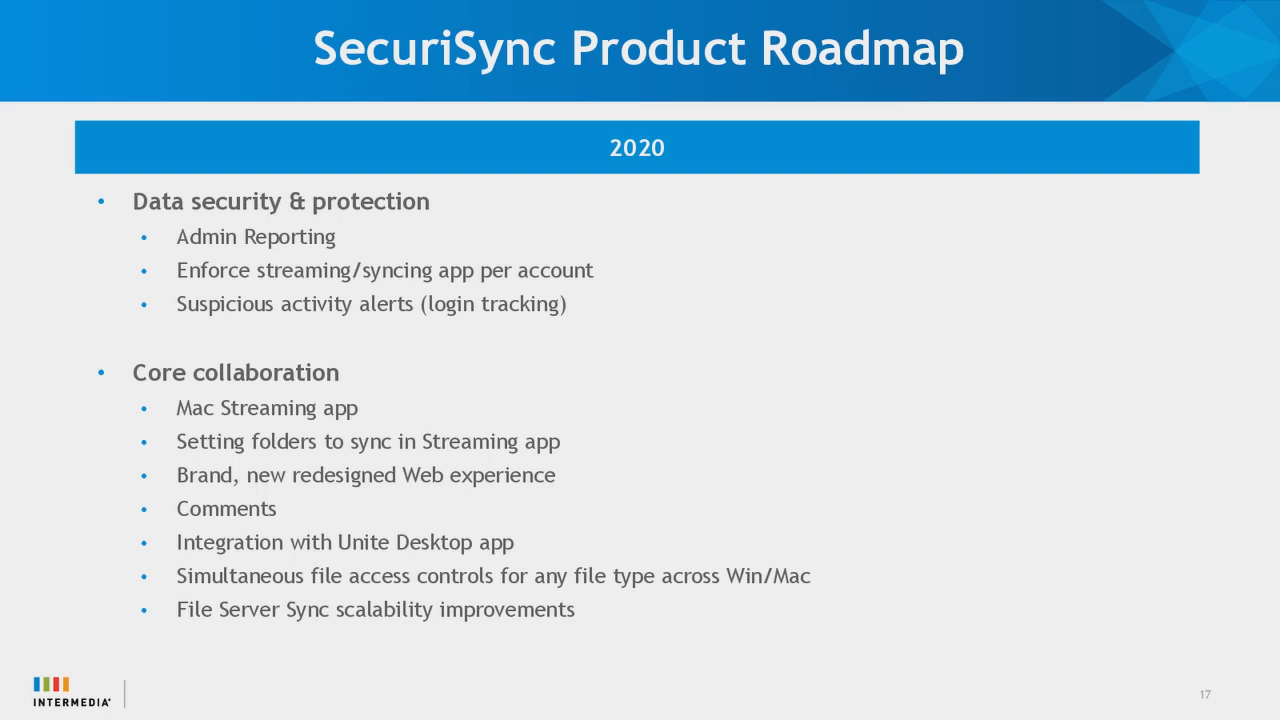 SecuriSync Product Roadmap
2020
• Data security & protection
• Admin Reporting
• Enforce streaming/syncing app per account
• Suspicious activity alerts (login tracking)
• Core collaboration
• Mac Streaming app
• Setting folders to sync in Streaming app
• Brand, new redesigned Web experience
• Comments
• Integration with Unite Desktop app
• Simultaneous file access controls for any file type across Win/Mac
• File Server Sync scalability improvements
INTERMEDIA
17